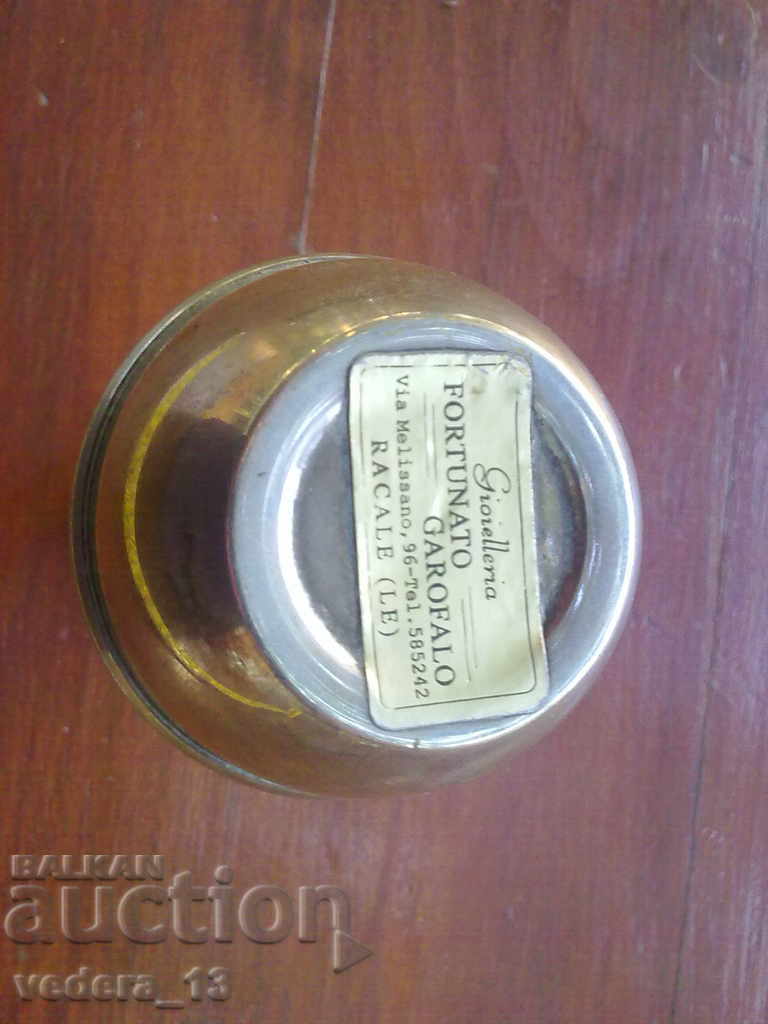 Gioielleria
FORTUNATO
GAROFALO
Via Melissano, 96-Tel. 585242
RACALE (LE)
BALKAN
auction
vedera_13